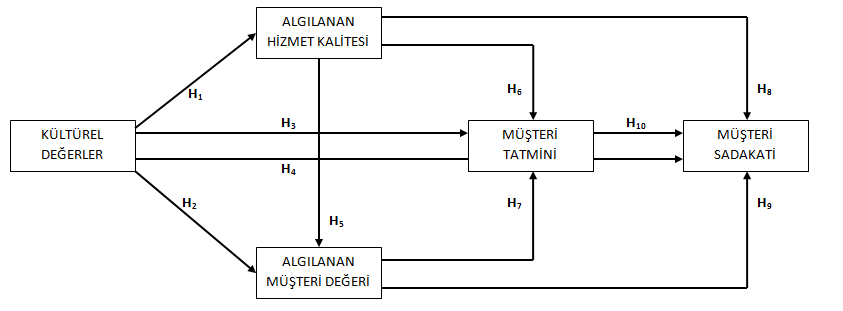 ALGILANAN
HİZMET KALİTESİ
H1
H6
H8
KÜLTÜREL
DEĞERLER
H3
H4
MÜŞTERİ
TATMİNİ
H10
MÜŞTERİ
SADAKATİ
H2
H5
H7
H9
ALGILANAN
MÜŞTERİ DEĞERİ